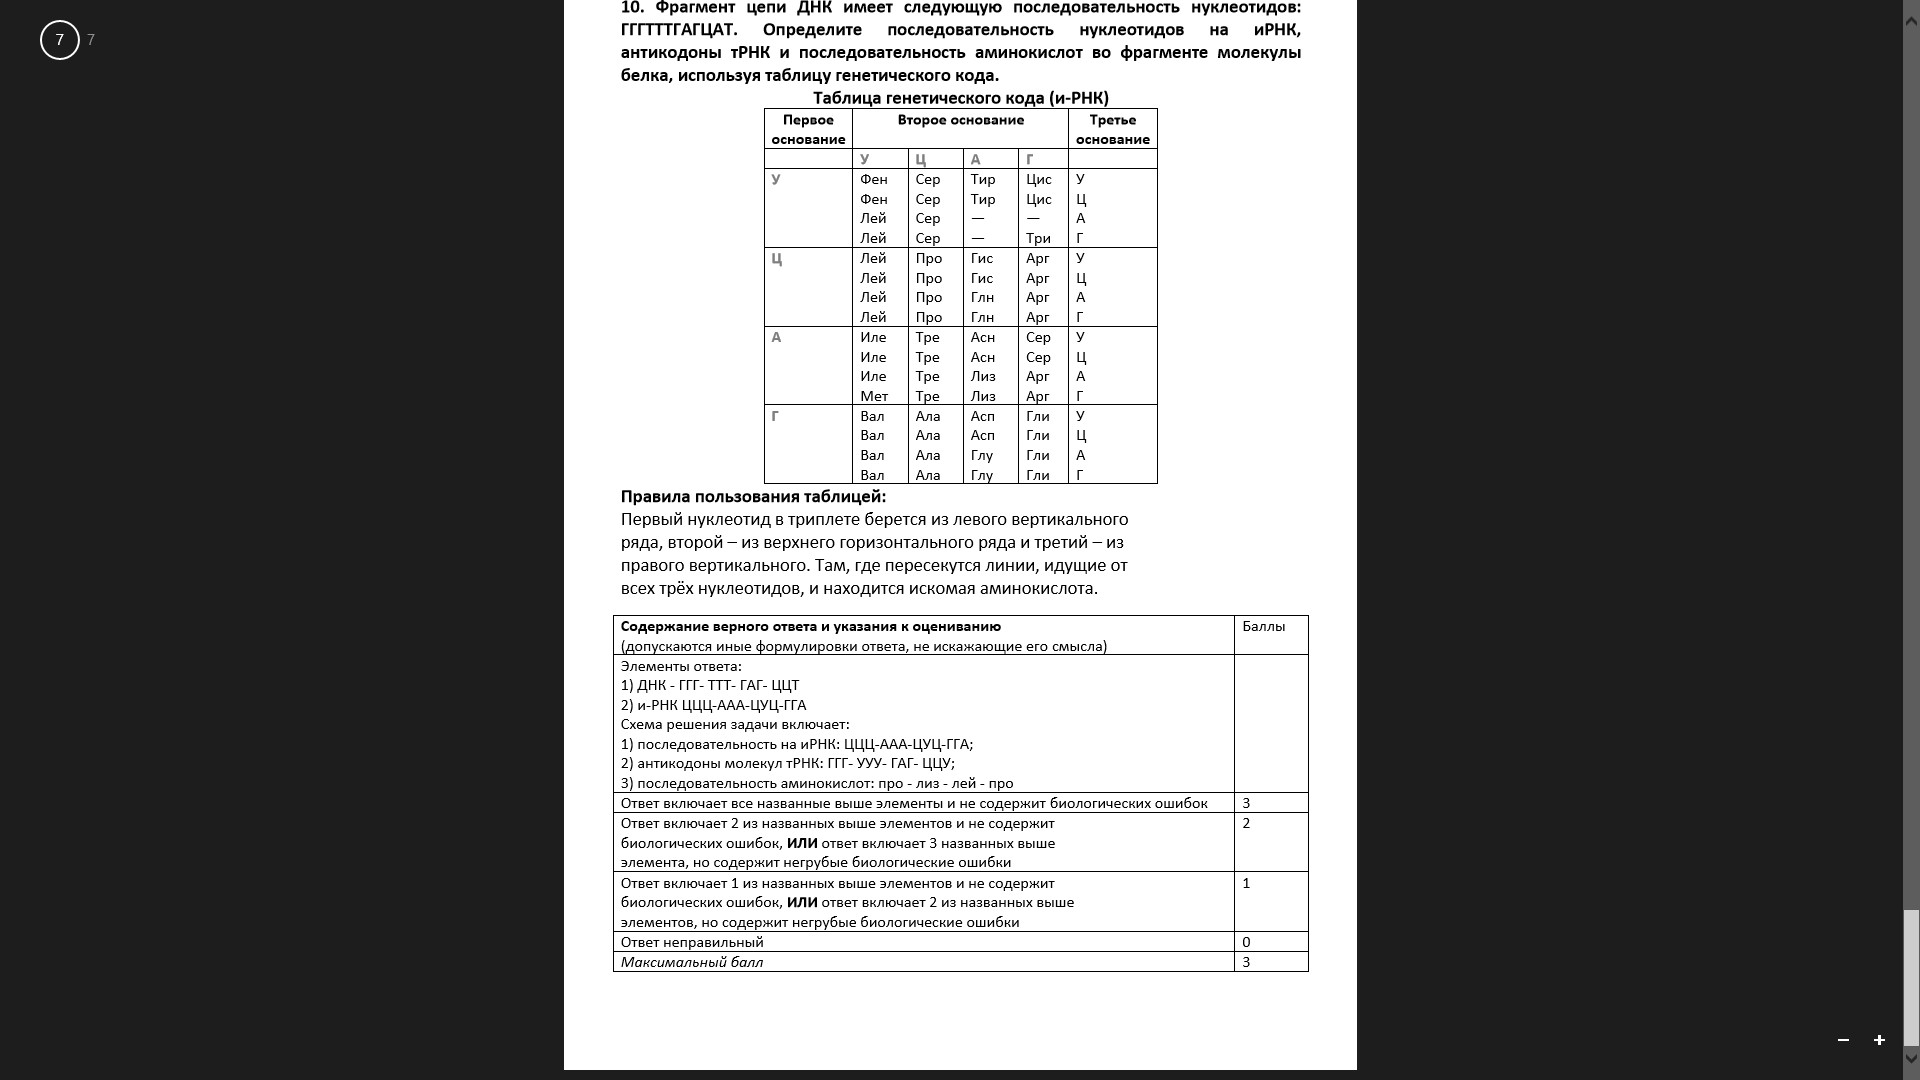 7 7
10. Фрагмент цепи ДНК имеет следующую последовательность нуклеотидов:
ГГГТТТГАГЦАТ. Определите последовательность нуклеотидов на иРНК,
антикодоны тРНК и последовательность аминокислот во фрагменте молекулы
белка, используя таблицу генетического кода.
Таблица генетического кода (и-РНК)
Первое Второе основание Третье
основание основание
У Ц А Г
У Фен Сер Тир Цис У
Фен Сер Тир Цис Ц
Лей Сер — — А
Лей Сер — Три Г
Ц Лей Про Гис Арг У
Лей Про Гис Арг Ц
Лей Про Глн Арг А
Лей Про Глн Арг Г
А Иле Тре Асн Сер У
Иле Тре Асн Сер Ц
Иле Тре Лиз Арг А
Мет Тре Лиз Арг Г
Г Вал Ала Асп Гли У
Вал Ала Асп Гли Ц
Вал Ала Глу Гли А
Вал Ала Глу Гли Г
Правила пользования таблицей:
Первый нуклеотид в триплете берется из левого вертикального
ряда, второй – из верхнего горизонтального ряда и третий – из
правого вертикального. Там, где пересекутся линии, идущие от
всех трёх нуклеотидов, и находится искомая аминокислота.
Содержание верного ответа и указания к оцениванию Баллы
(допускаются иные формулировки ответа, не искажающие его смысла)
Элементы ответа:
1) ДНК - ГГГ- ТТТ- ГАГ- ЦЦТ
2) и-РНК ЦЦЦ-ААА-ЦУЦ-ГГА
Схема решения задачи включает:
1) последовательность на иРНК: ЦЦЦ-ААА-ЦУЦ-ГГА;
2) антикодоны молекул тРНК: ГГГ- УУУ- ГАГ- ЦЦУ;
3) последовательность аминокислот: про - лиз - лей - про
Ответ включает все названные выше элементы и не содержит биологических ошибок 3
Ответ включает 2 из названных выше элементов и не содержит 2
биологических ошибок, ИЛИ ответ включает 3 названных выше
элемента, но содержит негрубые биологические ошибки
Ответ включает 1 из названных выше элементов и не содержит 1
биологических ошибок, ИЛИ ответ включает 2 из названных выше
элементов, но содержит негрубые биологические ошибки
Ответ неправильный 0
Максимальный балл 3